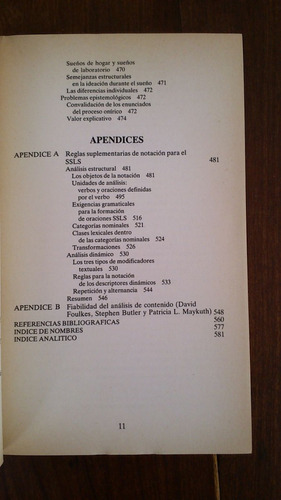 Sueños de hogar y sueños
de laboratorio 470
Semejanzas estructurales
en la ideación durante el sueño 471
Las diferencias individuales 472
Problemas epistemológicos 472
Convalidación de los enunciados
del proceso onírico 472
Valor explicativo 474
APENDICES
APENDICE A Reglas suplementarias de notación para el
SSLS 481
Análisis estructural 481
Los objetos de la notación 481
Unidades de análisis:
verbos y oraciones definidas
por el verbo 495
Exigencias gramaticales
para la formación
de oraciones SSLS 516
Categorías nominales 521
Clases lexicales dentro
de las categorías nominales 524
Transformaciones 526
Análisis dinámico 530
Los tres tipos de modificadores
textuales 530
Reglas para la notación
de los descriptores dinámicos 533
Repetición y alternancia 544
Resumen 546
APENDICE B Fiabilidad del análisis de contenido (David
Foulkes, Stephen Butler y Patricia L. Maykuth) 548
REFERENCIAS BIBLIOGRAFICAS 560
INDICE DE NOMBRES 577
INDICE ANALITICO 581
11